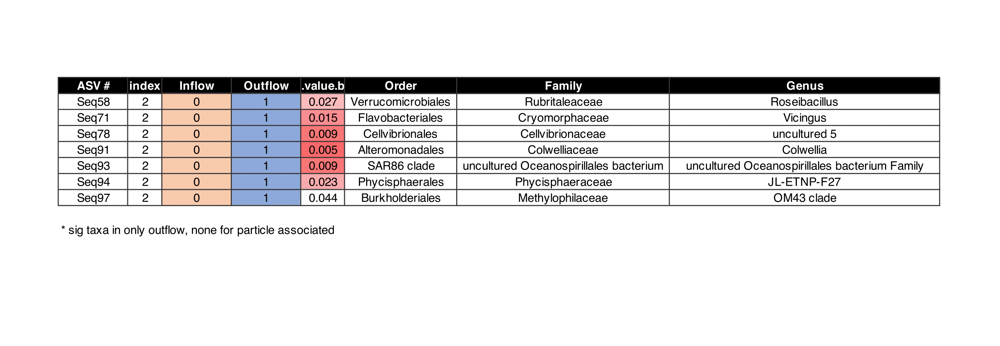 ASV # index Inflow Outflow .value.b Order Family Genus
Seq58 2 0 1 0.027 Verrucomicrobiales Rubritaleaceae Roseibacillus
Seq71 2 0 1 0.015 Flavobacteriales Cryomorphaceae Vicingus
Seq78 2 0 1 0.009 Cellvibrionales Cellvibrionaceae uncultured 5
Seq91 2 0 1 0.005 Alteromonadales Colwelliaceae Colwellia
Seq93 2 0 1 0.009 SAR86 clade uncultured Oceanospirillales bacterium uncultured Oceanospirillales bacterium Family
Seq94 2 0 1 0.023 Phycisphaerales Phycisphaeraceae JL-ETNP-F27
Seq97 2 0 1 0.044 Burkholderiales Methylophilaceae OM43 clade
* sig taxa in only outflow, none for particle associated